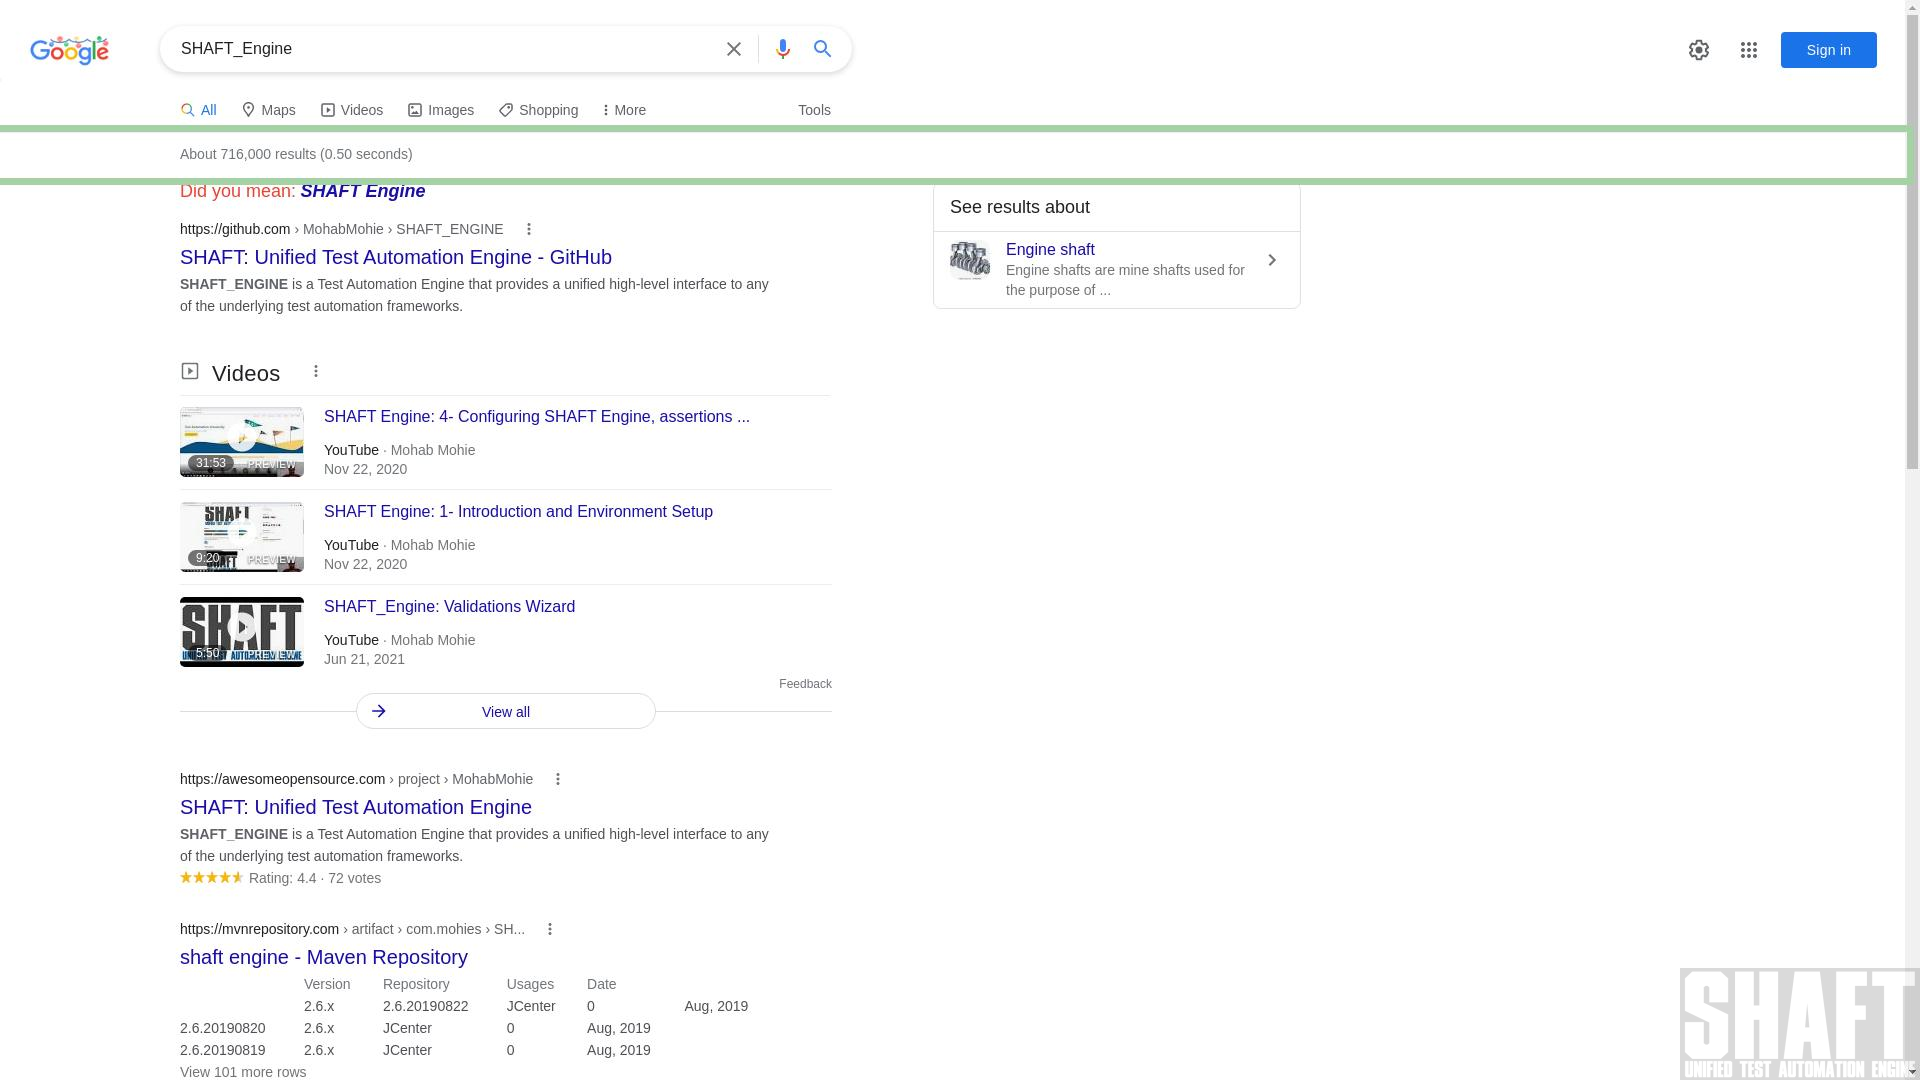 Google
SHAFT_Engine
Sign in
All
Maps
Videos
Images
Shopping
More
Tools
About 716,000 results (0.50 seconds)
Did you mean: SHAFT Engine
See results about
Engine shaft
Engine shafts are mine shafts used for
the purpose of ...
https://github.com › MohabMohie › SHAFT_ENGINE
SHAFT: Unified Test Automation Engine - GitHub
SHAFT_ENGINE is a Test Automation Engine that provides a unified high-level interface to any
of the underlying test automation frameworks.
Videos
31:53
PREVIEW
SHAFT Engine: 4- Configuring SHAFT Engine, assertions ...
YouTube · Mohab Mohie
Nov 22, 2020
SHAFT
9:20
PREVIEW
SHAFT Engine: 1- Introduction and Environment Setup
YouTube · Mohab Mohie
Nov 22, 2020
SHAFT
5:50
PREVIEW
SHAFT_Engine: Validations Wizard
YouTube · Mohab Mohie
Jun 21, 2021
Feedback
View all
https://awesomeopensource.com › project › MohabMohie
SHAFT: Unified Test Automation Engine
SHAFT_ENGINE is a Test Automation Engine that provides a unified high-level interface to any
of the underlying test automation frameworks.
Rating: 4.4 · 72 votes
https://mvnrepository.com › artifact › com.mohies › SH...
shaft engine - Maven Repository
Version Repository Usages Date
2.6.x 2.6.20190822 JCenter 0 Aug, 2019
2.6.20190820 2.6.x JCenter 0 Aug, 2019
2.6.20190819 2.6.x JCenter 0 Aug, 2019
View 101 more rows
SHAFT
UNIFIED TEST AUTOMATION ENGINE